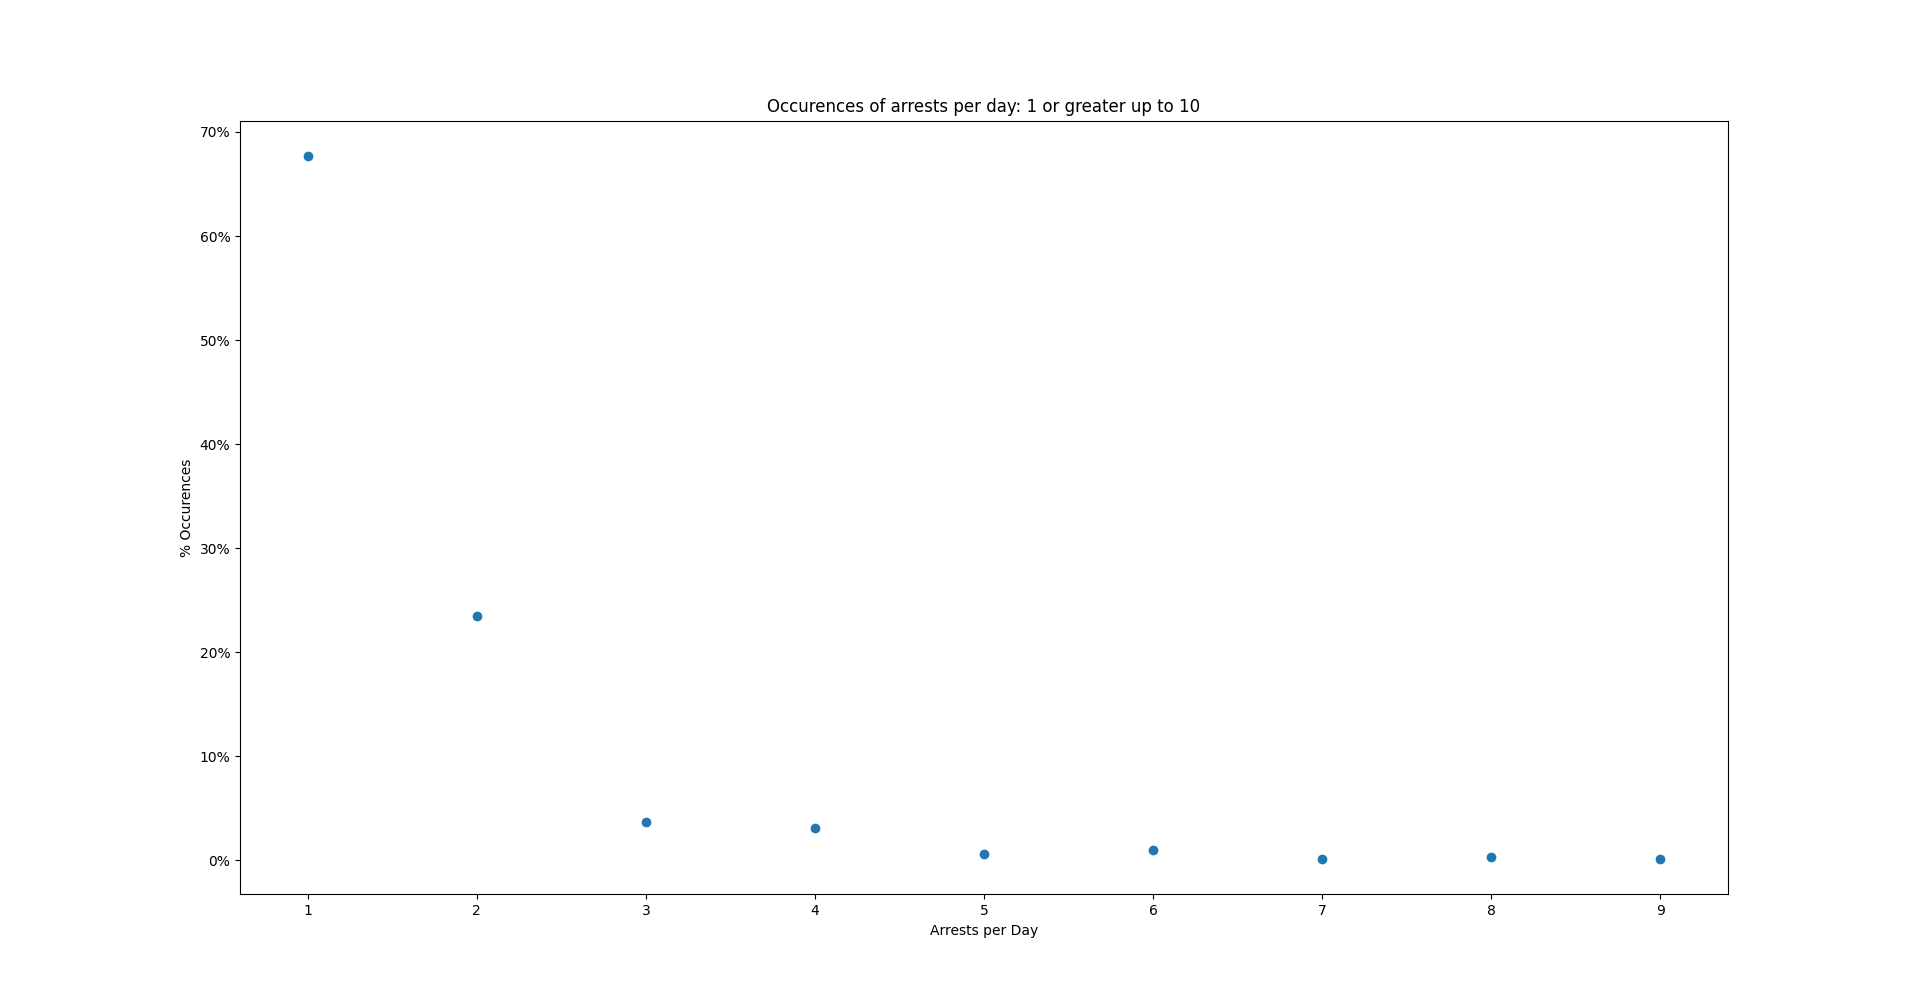 Occurences of arrests per day: 1 or greater up to 10
70%
60%
50%
40%
30%
20%
10%
0%
% Occurences
1 2 3 4 5 6 7 8 9
Arrests per Day